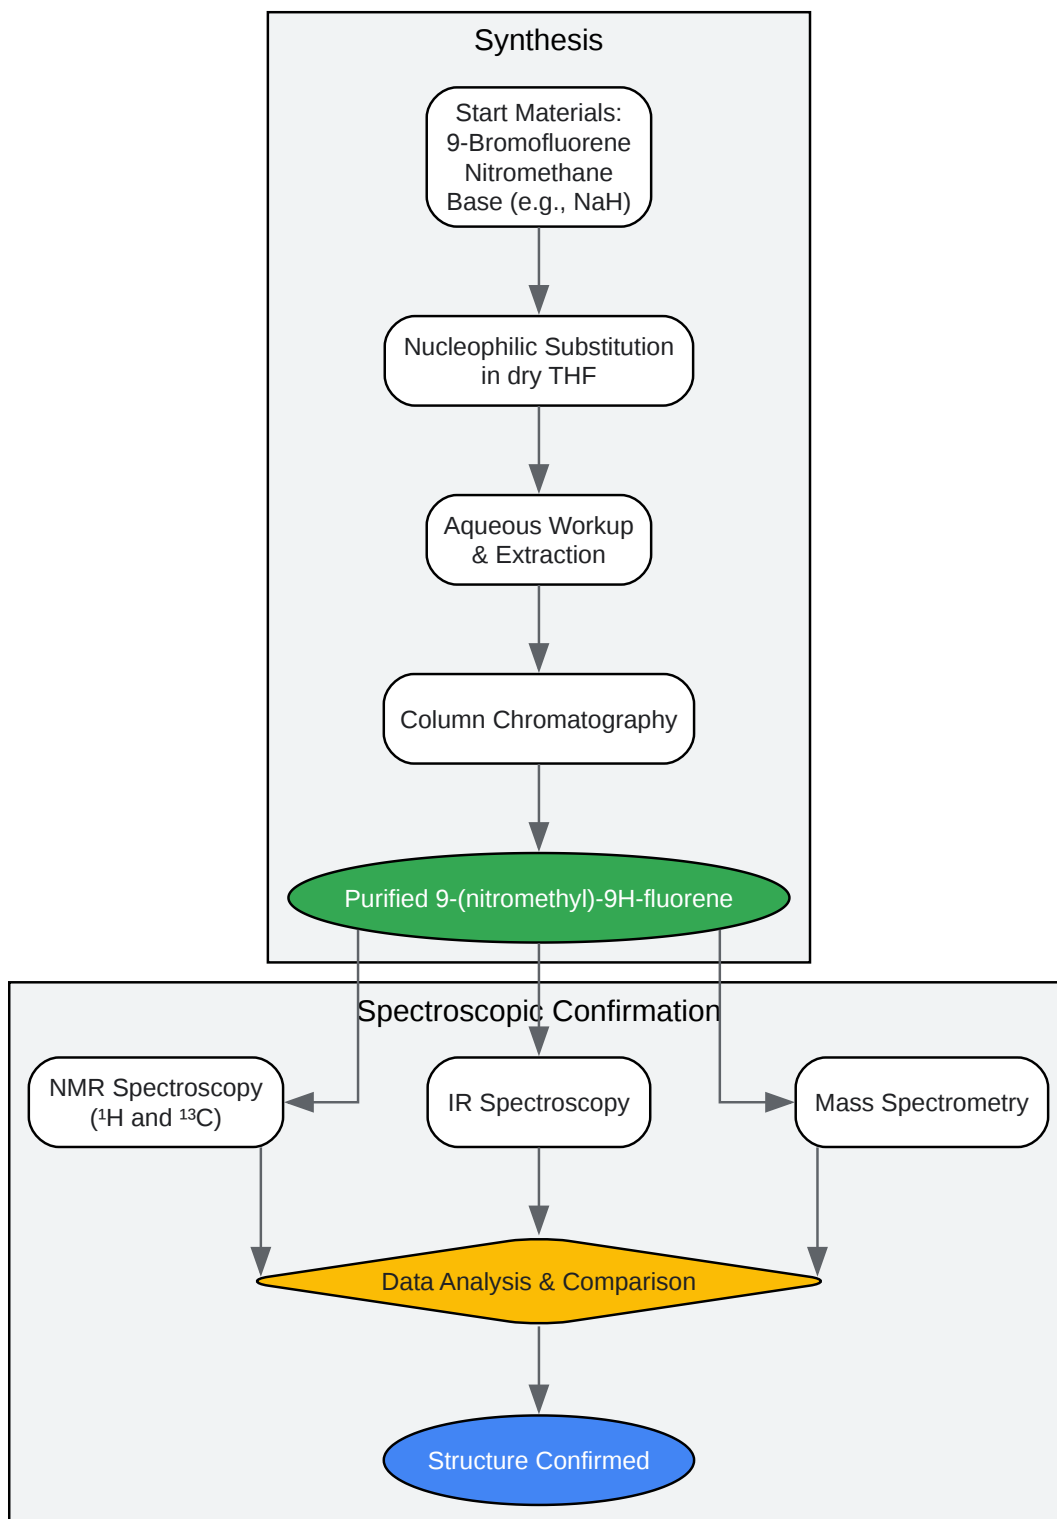 Synthesis
Start Materials:
9-Bromofluorene
Nitromethane
Base (e.g., NaH)
Nucleophilic Substitution
in dry THF
Aqueous Workup
& Extraction
Column Chromatography
Purified 9-(nitromethyl)-9H-fluorene
Spectroscopic Confirmation
NMR Spectroscopy
(¹H and ¹³C)
IR Spectroscopy
Mass Spectrometry
Data Analysis & Comparison
Structure Confirmed